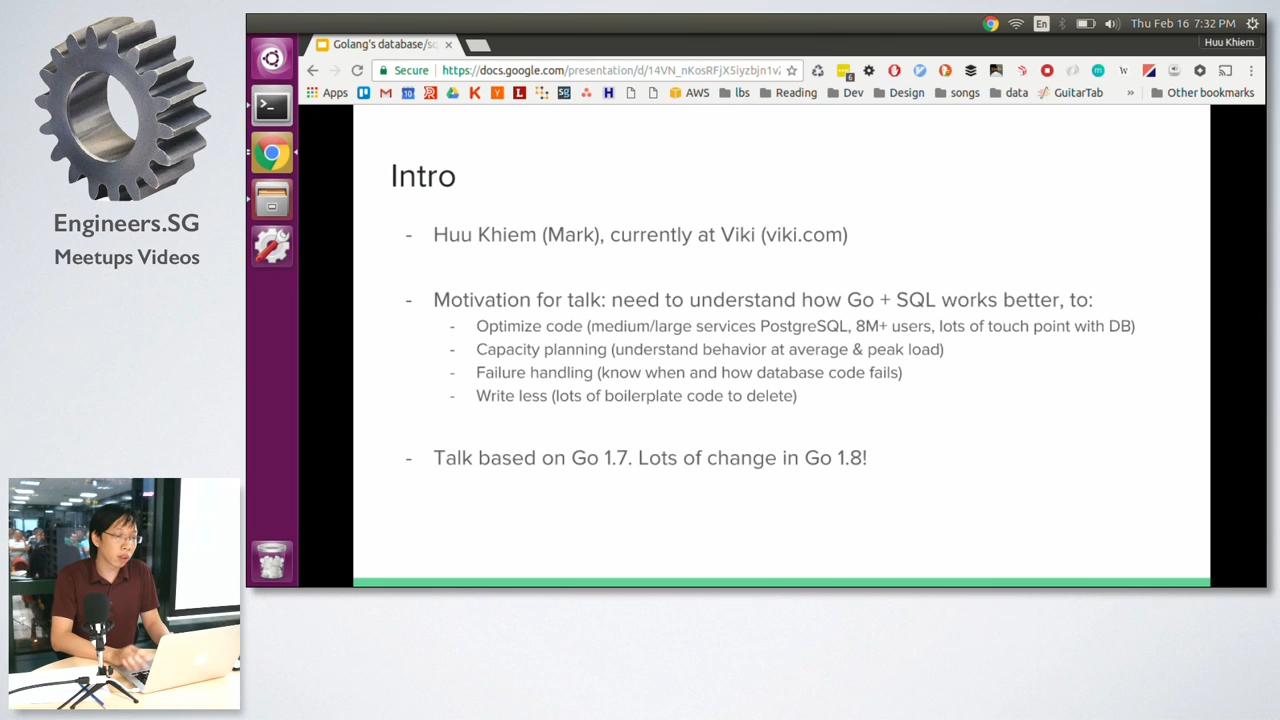 Engineers.SG
Meetups Videos
En
Thu Feb 16 7:32 PM
Golang's database/sq
Huu Khiem
Secure
https://docs.google.com/presentation/d/14VN_nKosRFjX5iyzbjn1v
Apps
AWS
lbs
Reading
Dev
Design
songs
data
GuitarTab
»
Other bookmarks
Intro
- Huu Khiem (Mark), currently at Viki (viki.com)
- Motivation for talk: need to understand how Go + SQL works better, to:
- Optimize code (medium/large services PostgreSQL, 8M+ users, lots of touch point with DB)
- Capacity planning (understand behavior at average & peak load)
- Failure handling (know when and how database code fails)
- Write less (lots of boilerplate code to delete)
- Talk based on Go 1.7. Lots of change in Go 1.8!